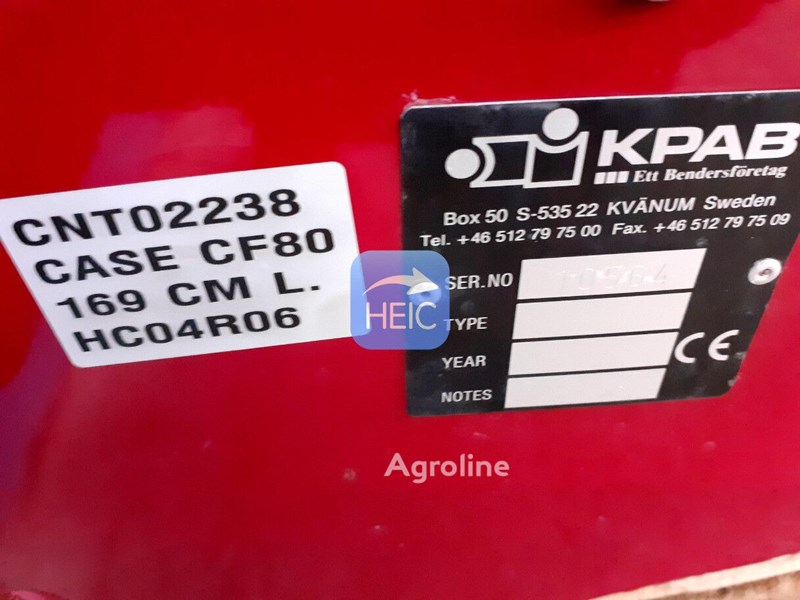 CNT02238
CASE CF80
169 CM L.
HC04R06
HEIC
KPAB
Ett Bendersföretag
Box 50 S-535 22 KVÄNUM Sweden
Tel. +46 512 79 75 00 Fax. +46 512 79 75 09
SER.NO
TYPE
YEAR
CE
NOTES
Agroline